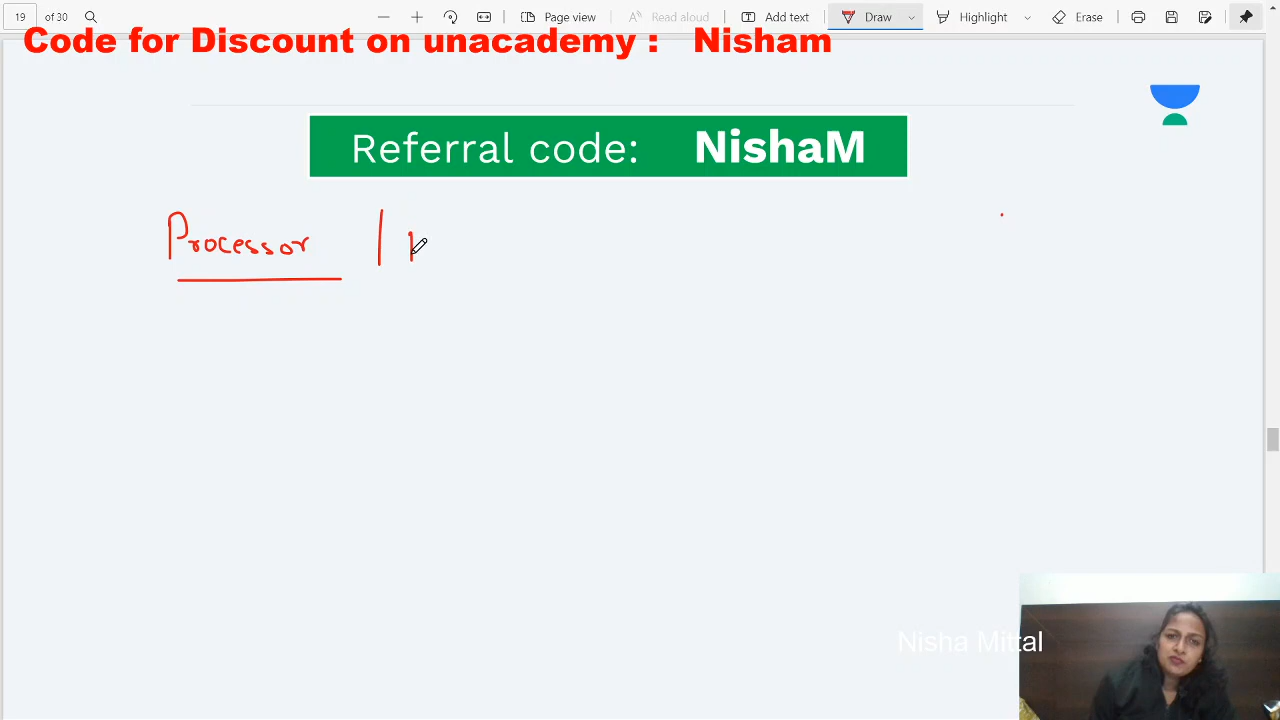 19 of 30 Page view Read aloud Add text Draw Highlight Erase
Code for Discount on unacademy : Nisham
Referral code: NishaM
Processor |
Nisha Mittal